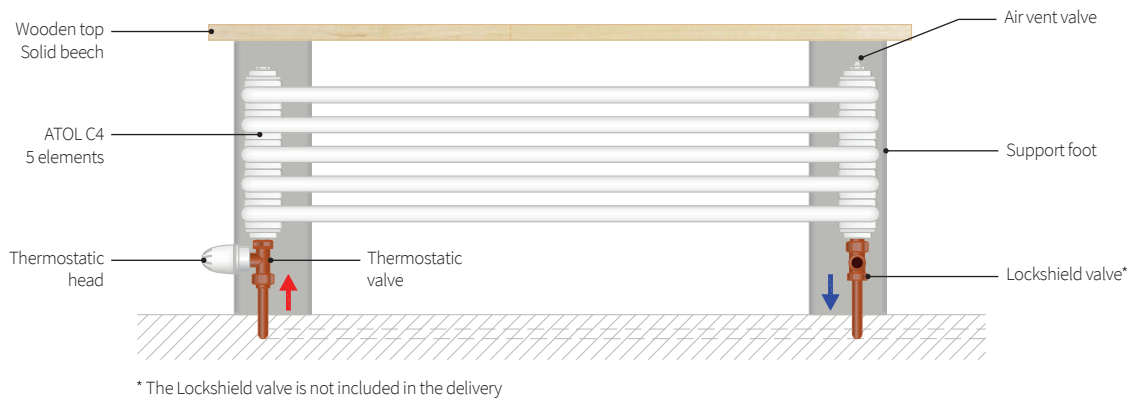 Wooden top
Solid beech
Air vent valve
ATOL C4
5 elements
Support foot
Thermostatic
head
Thermostatic
valve
Lockshield valve*
* The Lockshield valve is not included in the delivery